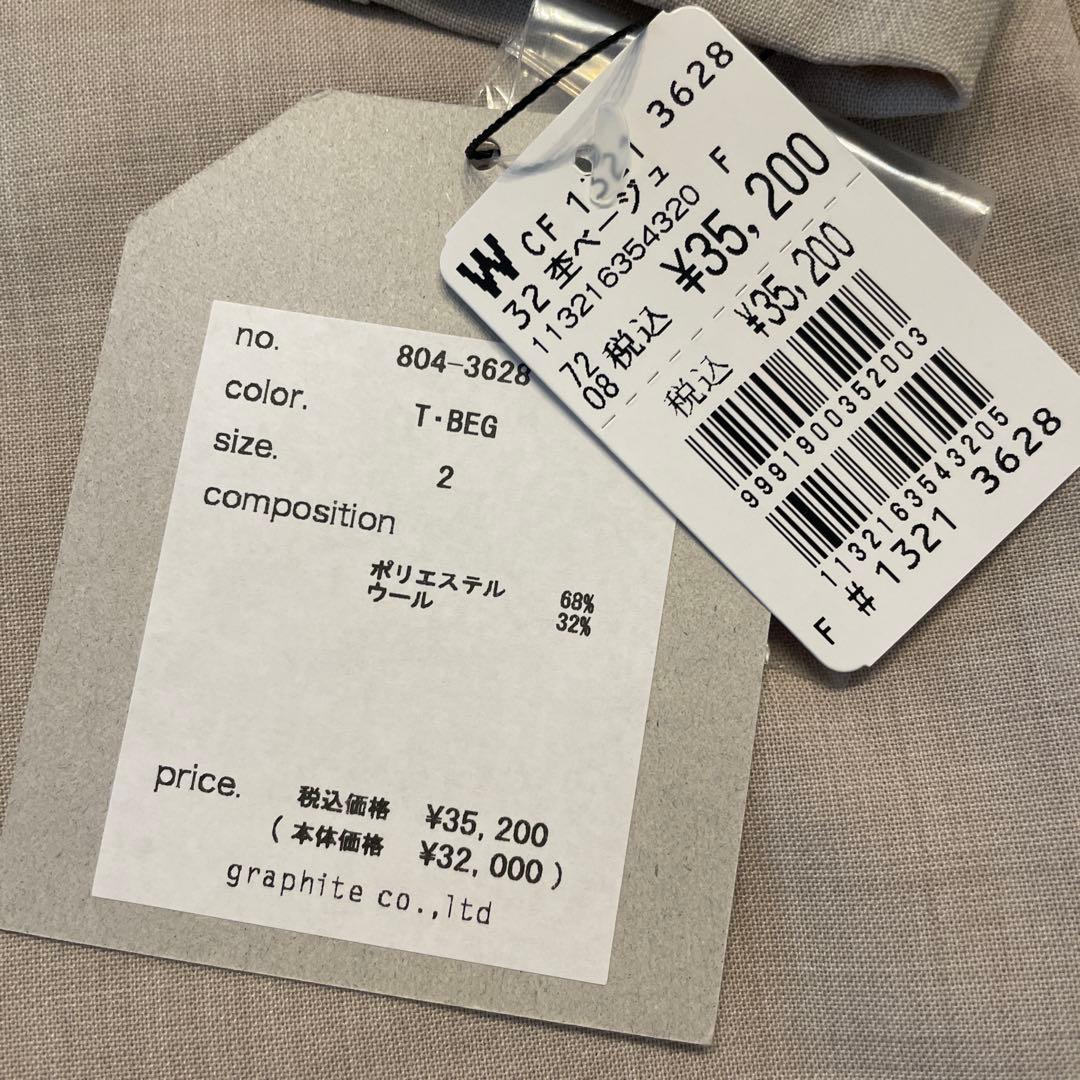 no. 804-3628
color. T・BEG
size. 2
composition
ポリエステル 68%
ウール 32%
price. 税込価格 ¥35,200
(本体価格 ¥32,000)
graphite co.,ltd
3628
W CF
32 杢ベージュ F
113216354320
72
08 税込 ¥35,200
税込 ¥35,200
9991900352003
1132163543205
F #1321 3628